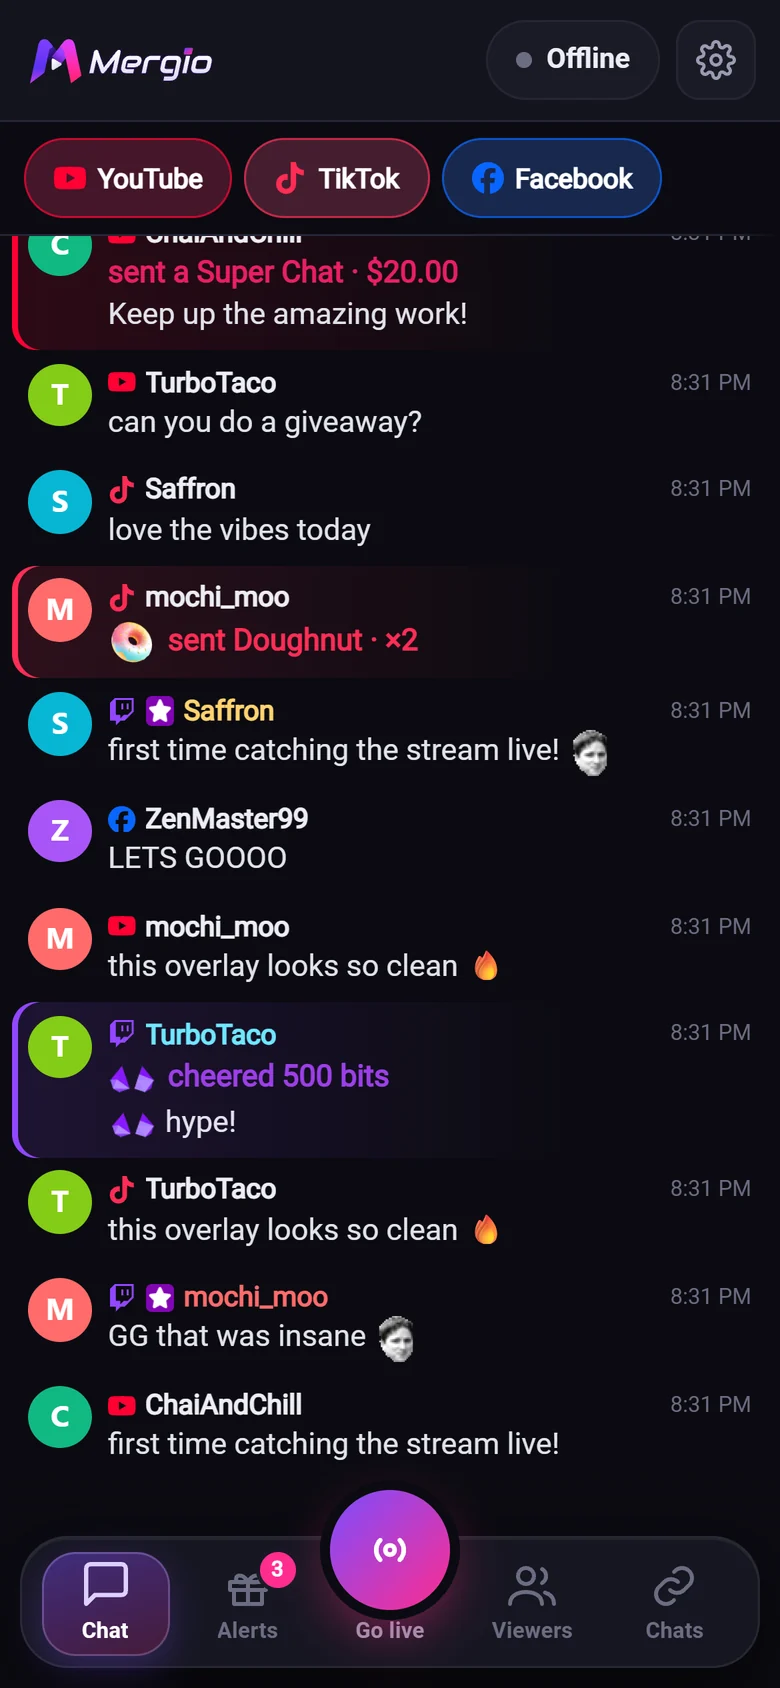 Mergio
Offline
YouTube
TikTok
Facebook
C
ChaiAndChill
8:31 PM
sent a Super Chat · $20.00
Keep up the amazing work!
T
TurboTaco
8:31 PM
can you do a giveaway?
S
Saffron
8:31 PM
love the vibes today
M
mochi_moo
8:31 PM
sent Doughnut · ×2
S
Saffron
8:31 PM
first time catching the stream live!
Z
ZenMaster99
8:31 PM
LETS GOOOO
M
mochi_moo
8:31 PM
this overlay looks so clean
T
TurboTaco
8:31 PM
cheered 500 bits
hype!
T
TurboTaco
8:31 PM
this overlay looks so clean
M
mochi_moo
8:31 PM
GG that was insane
C
ChaiAndChill
8:31 PM
first time catching the stream live!
Chat
3
Alerts
Go live
Viewers
Chats